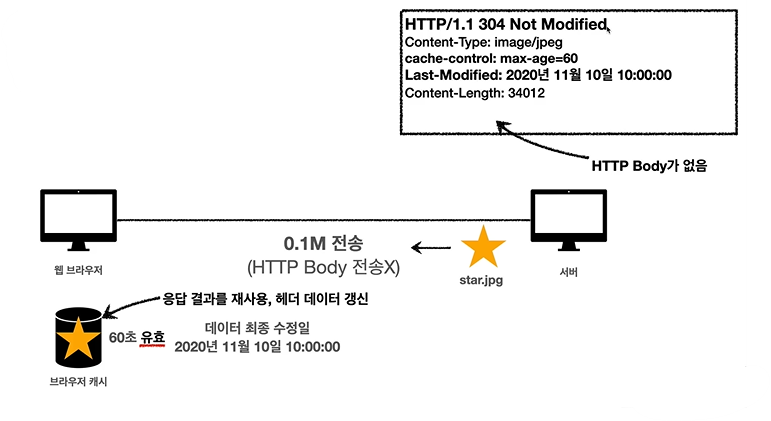 HTTP/1.1 304 Not Modified
Content-Type: image/jpeg
cache-control: max-age=60
Last-Modified: 2020년 11월 10일 10:00:00
Content-Length: 34012
HTTP Body가 없음
0.1M 전송
(HTTP Body 전송X)
웹 브라우저
star.jpg
서버
응답 결과를 재사용, 헤더 데이터 갱신
60초 유효
데이터 최종 수정일
2020년 11월 10일 10:00:00
브라우저 캐시